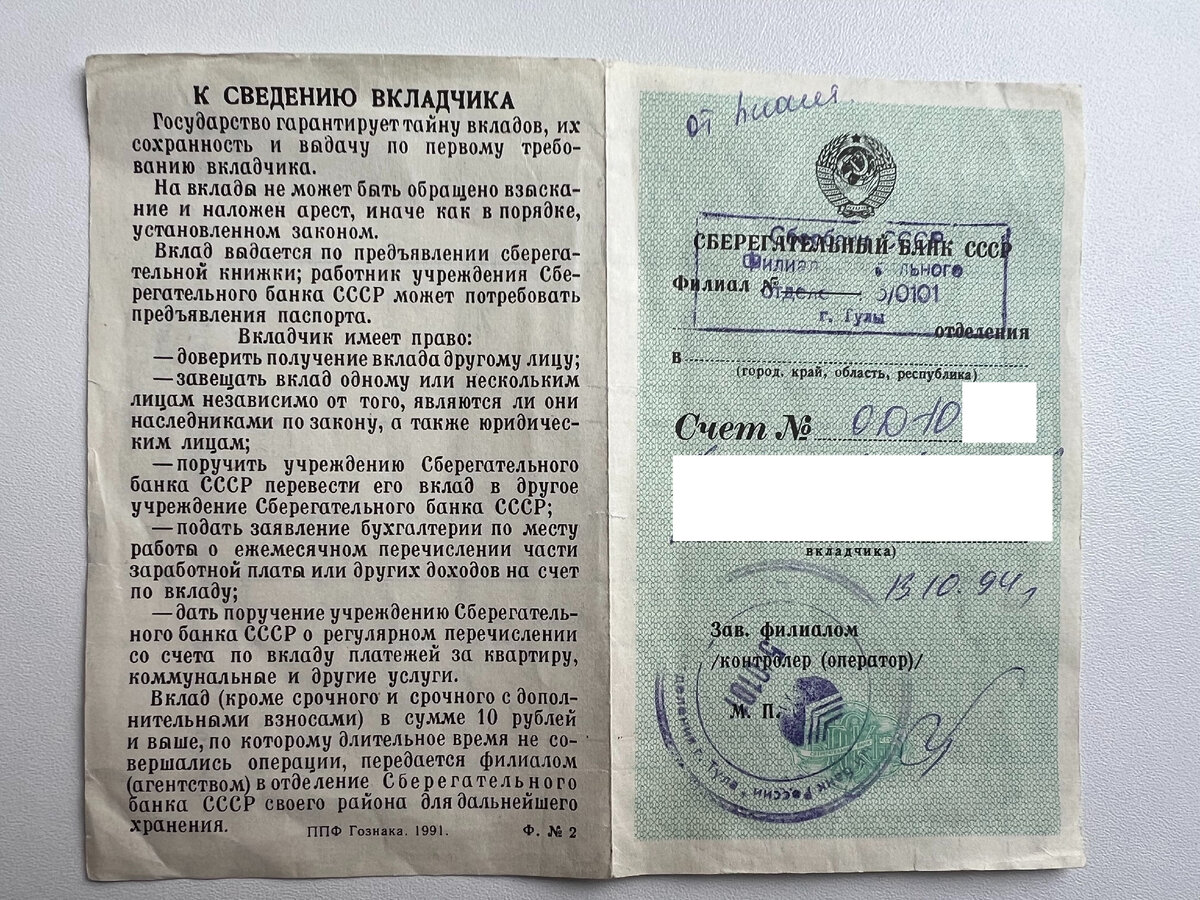 К СВЕДЕНИЮ ВКЛАДЧИКА
Государство гарантирует тайну вкладов, их
сохранность и выдачу по первому требо-
ванию вкладчика.
На вклады не может быть обращено взыска-
ние и наложен арест, иначе как в порядке,
установленном законом.
Вклад выдается по предъявлении сберега-
тельной книжки; работник учреждения Сбе-
регательного банка СССР может потребовать
предъявления паспорта.
Вкладчик имеет право:
— доверить получение вклада другому лицу;
— завещать вклад одному или нескольким
лицам независимо от того, являются ли они
наследниками по закону, а также юридичес-
ким лицам;
— поручить учреждению Сберегательного
банка СССР перевести его вклад в другое
учреждение Сберегательного банка СССР;
— подать заявление бухгалтерии по месту
работы о ежемесячном перечислении части
заработной платы или других доходов на счет
по вкладу;
— дать поручение учреждению Сберегатель-
ного банка СССР о регулярном перечислении
со счета по вкладу платежей за квартиру,
коммунальные и другие услуги.
Вклад (кроме срочного и срочного с допол-
нительными взносами) в сумме 10 рублей
и выше, по которому длительное время не со-
вершались операции, передается филиалом
(агентством) в отделение Сберегательного
банка СССР своего района для дальнейшего
хранения.
ППФ Гознака. 1991. Ф. № 2
от
Сбербанк СССР
СБЕРЕГАТЕЛЬНЫЙ БАНК СССР
Филиал
Филиал №
/0101
г. Тулы
отделения
в
(город, край, область, республика)
Счет №
вкладчика)
13.10.94
Зав. филиалом
/контролер (оператор)/
М. П.
банк России